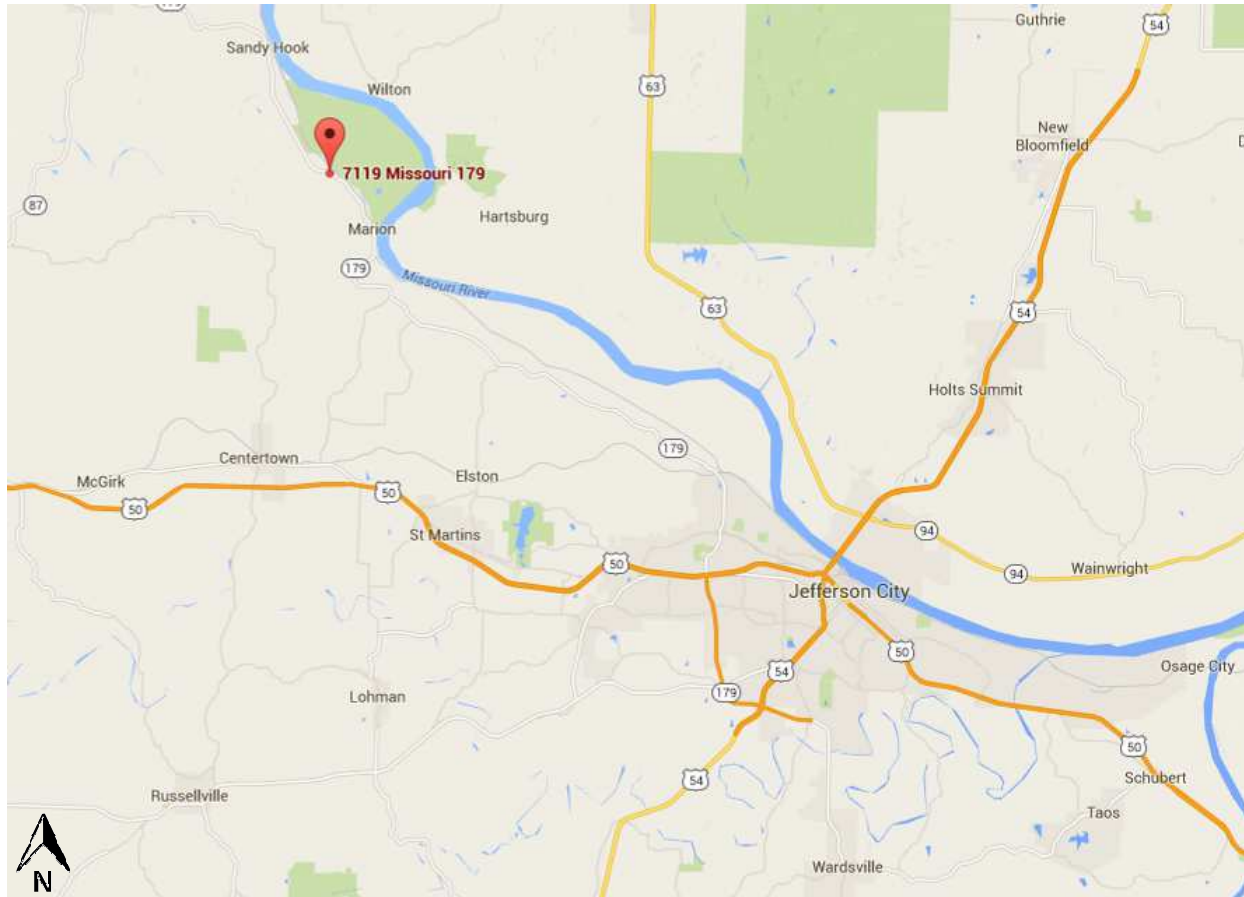 179
54
Guthrie
Sandy Hook
Wilton
63
New
Bloomfield
D
7119 Missouri 179
87
Hartsburg
Marion
179
Missouri River
63
54
Holts Summit
179
Centertown
McGirk
Elston
50
50
St Martins
94
50
94
Wainwright
Jefferson City
50
Osage City
54
179
Lohman
50
54
Schubert
Russellville
Taos
Wardsville
N